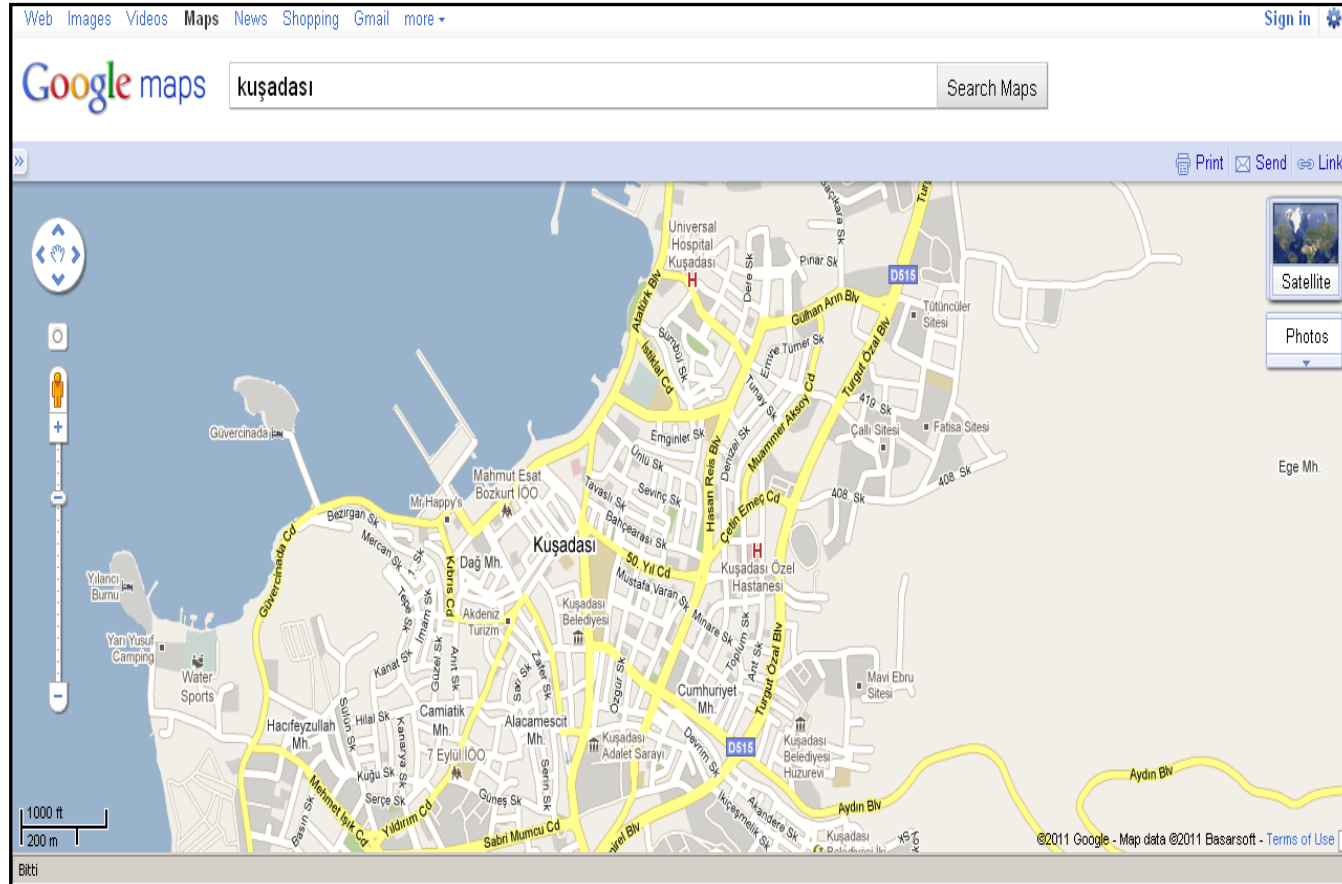 Web Images Videos Maps News Shopping Gmail more
Sign in
Google maps
kuşadası
Search Maps
Print Send Link
Satellite
Photos
Universal
Hospital
Kuşadası
H
Saçıkara Sk
Turgut Özal Blv
Pınar Sk
D515
Dere Sk
Atatürk Blv
Gülhan Arın Blv
Tütüncüler
Sitesi
Sümbül Sk
İstiklal Cd
Emire Tümer Sk
Tunay Sk
Muammer Aksoy Cd
419. Sk
Çallı Sitesi
Fatisa Sitesi
Güvercinada
Emginler Sk
Ünlü Sk
Hasan Reis Blv
Denizel Sk
Ege Mh.
Mahmut Esat
Bozkurt İÖO
Tavaslı Sk
Sevinç Sk
408. Sk
408. Sk
Mr.Happy's
Bahçearası Sk
Çetin Emeç Cd
Bezirgan Sk
Mercan Sk
1. Sk
Kuşadası
50. Yıl Cd
H
Kuşadası Özel
Hastanesi
Dağ Mh.
Kıbrıs Cd
Güvercinada Cd
Yılancı
Burnu
Tepe Sk
İmam Sk
Mustafa Varan Sk
Minare Sk
Akdeniz
Turizm
Kuşadası
Belediyesi
Yarı Yusuf
Camping
Water
Sports
Kanat Sk
Güzel Sk
Anıt Sk
Zafer Sk
Özgür Sk
Toplum Sk
Arıt Sk
Turgut Özal Blv
Mavi Ebru
Sitesi
Cumhuriyet
Mh.
Hacıfeyzullah
Mh.
Sülün Sk
Hilal Sk
Kanarya Sk
Camiatik
Mh.
Alacamescit
Mh.
7 Eylül İÖO
Kuşadası
Adalet Sarayı
Devrim Sk
D515
Kuşadası
Belediyesi
Huzurevi
Kuğu Sk
Serçe Sk
Güneş Sk
Serin Sk
Aydın Blv
Mehmet Işık Cd
Yıldırım Cd
Basın Sk
Sabri Mumcu Cd
İkiçeşmelik Sk
Akandere Sk
Aydın Blv
Kuşadası
1000 ft
200 m
©2011 Google - Map data ©2011 Basarsoft - Terms of Use
Bitti